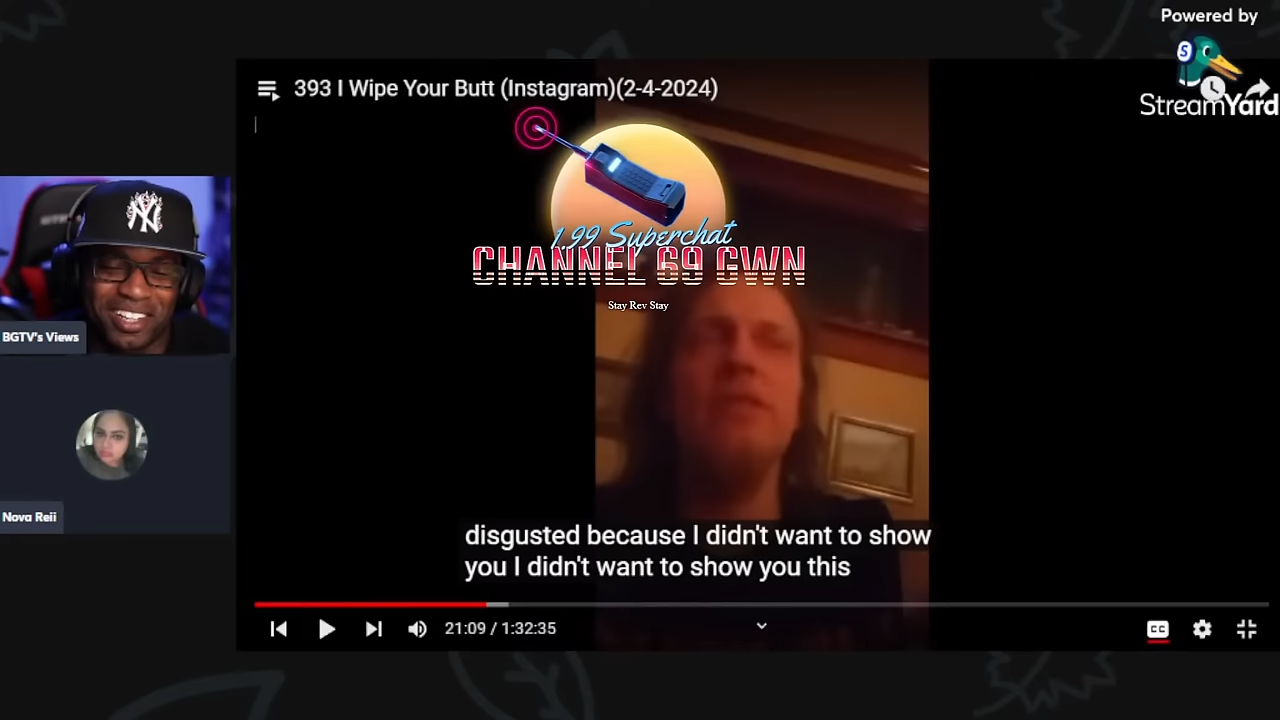 Powered by
S
StreamYard
393 I Wipe Your Butt (Instagram)(2-4-2024)
1.99 Superchat
CHANNEL 69 GWN
Stay Rev Stay
NY
BGTV's Views
Nova Reii
disgusted because I didn't want to show
you I didn't want to show you this
21:09 / 1:32:35
CC